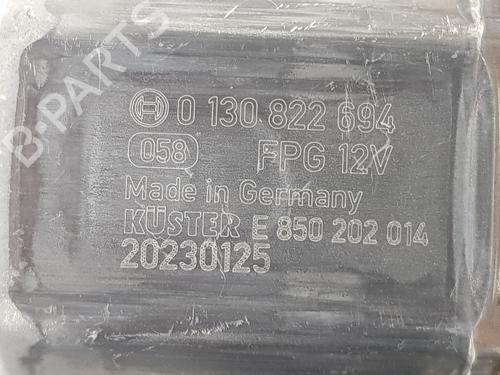 0 130 822 694
058 FPG 12V
Made in Germany
KÜSTER E 850 202 014
20230125
B-PARTS